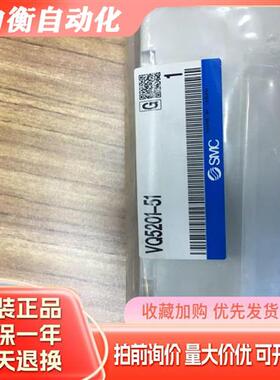 衡自动化
G
1
VQ5201-51
SMC
装正品
保一年
天退换
收藏加购 优先发货
拍前询价 量大价优 可开